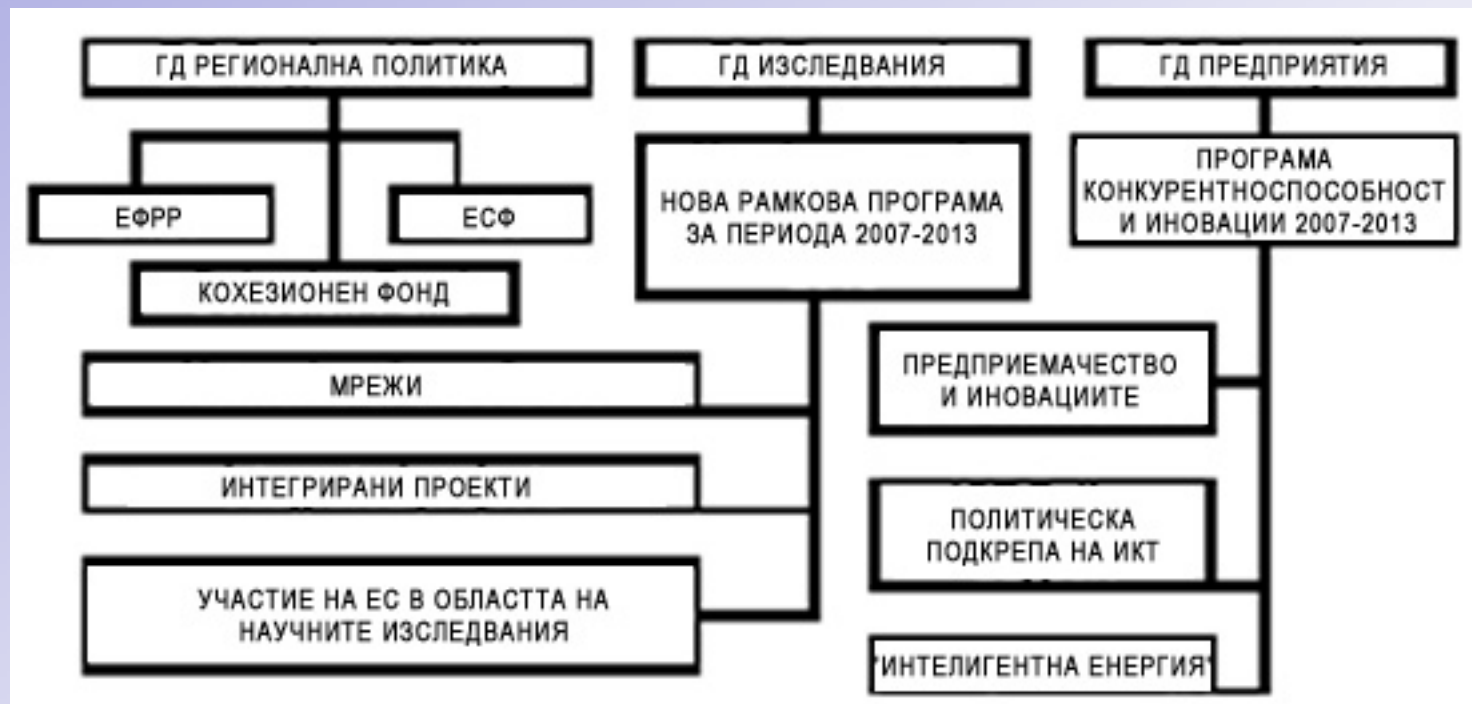 ГД РЕГИОНАЛНА ПОЛИТИКА
ГД ИЗСЛЕДВАНИЯ
ГД ПРЕДПРИЯТИЯ
ЕФРР
ЕСФ
КОХЕЗИОНЕН ФОНД
НОВА РАМКОВА ПРОГРАМА
ЗА ПЕРИОДА 2007-2013
ПРОГРАМА
КОНКУРЕНТНОСПОСОБНОСТ
И ИНОВАЦИИ 2007-2013
МРЕЖИ
ИНТЕГРИРАНИ ПРОЕКТИ
УЧАСТИЕ НА ЕС В ОБЛАСТТА НА
НАУЧНИТЕ ИЗСЛЕДВАНИЯ
ПРЕДПРИЕМАЧЕСТВО
И ИНОВАЦИИТЕ
ПОЛИТИЧЕСКА
ПОДКРЕПА НА ИКТ
"ИНТЕЛИГЕНТНА ЕНЕРГИЯ"